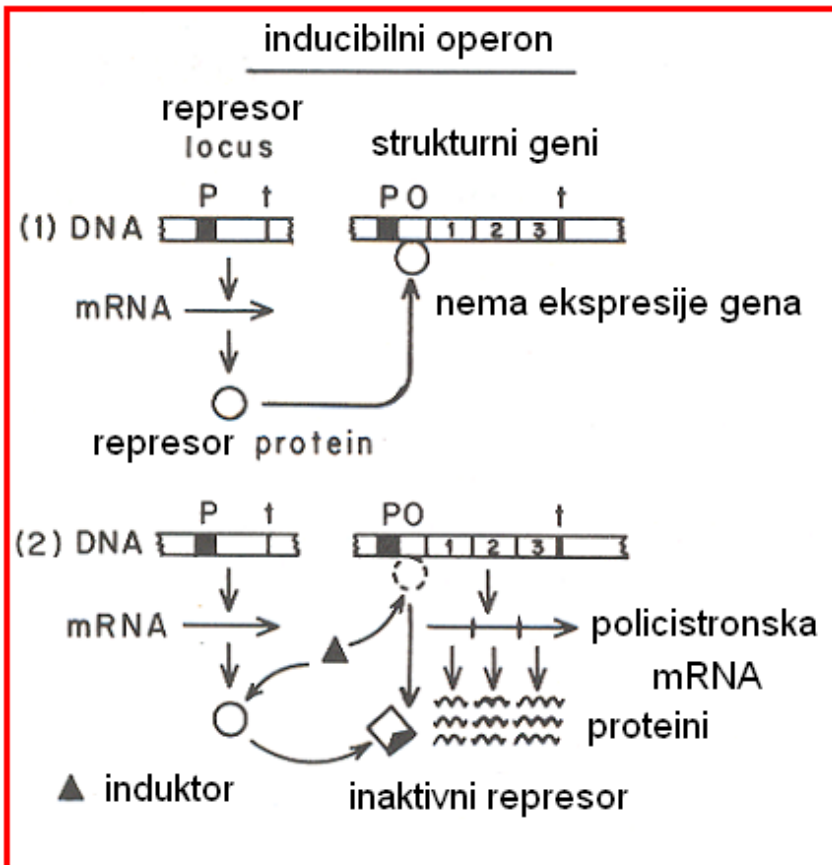 inducibilni operon
represor
locus
strukturni geni
P t
P O t
(1) DNA
1 2 3
mRNA
nema ekspresije gena
represor protein
P t
PO t
(2) DNA
1 2 3
mRNA
policistronska
mRNA
proteini
induktor
inaktivni represor